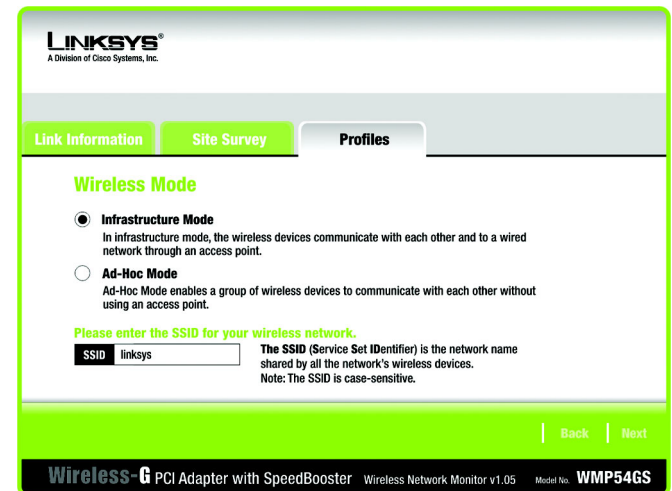 LINKSYS®
A Division of Cisco Systems, Inc.
Link Information
Site Survey
Profiles
Wireless Mode
Infrastructure Mode
In infrastructure mode, the wireless devices communicate with each other and to a wired
network through an access point.
Ad-Hoc Mode
Ad-Hoc Mode enables a group of wireless devices to communicate with each other without
using an access point.
Please enter the SSID for your wireless network.
SSID linksys
The SSID (Service Set IDentifier) is the network name
shared by all the network's wireless devices.
Note: The SSID is case-sensitive.
Back Next
Wireless-G PCI Adapter with SpeedBooster Wireless Network Monitor v1.05 Model No. WMP54GS